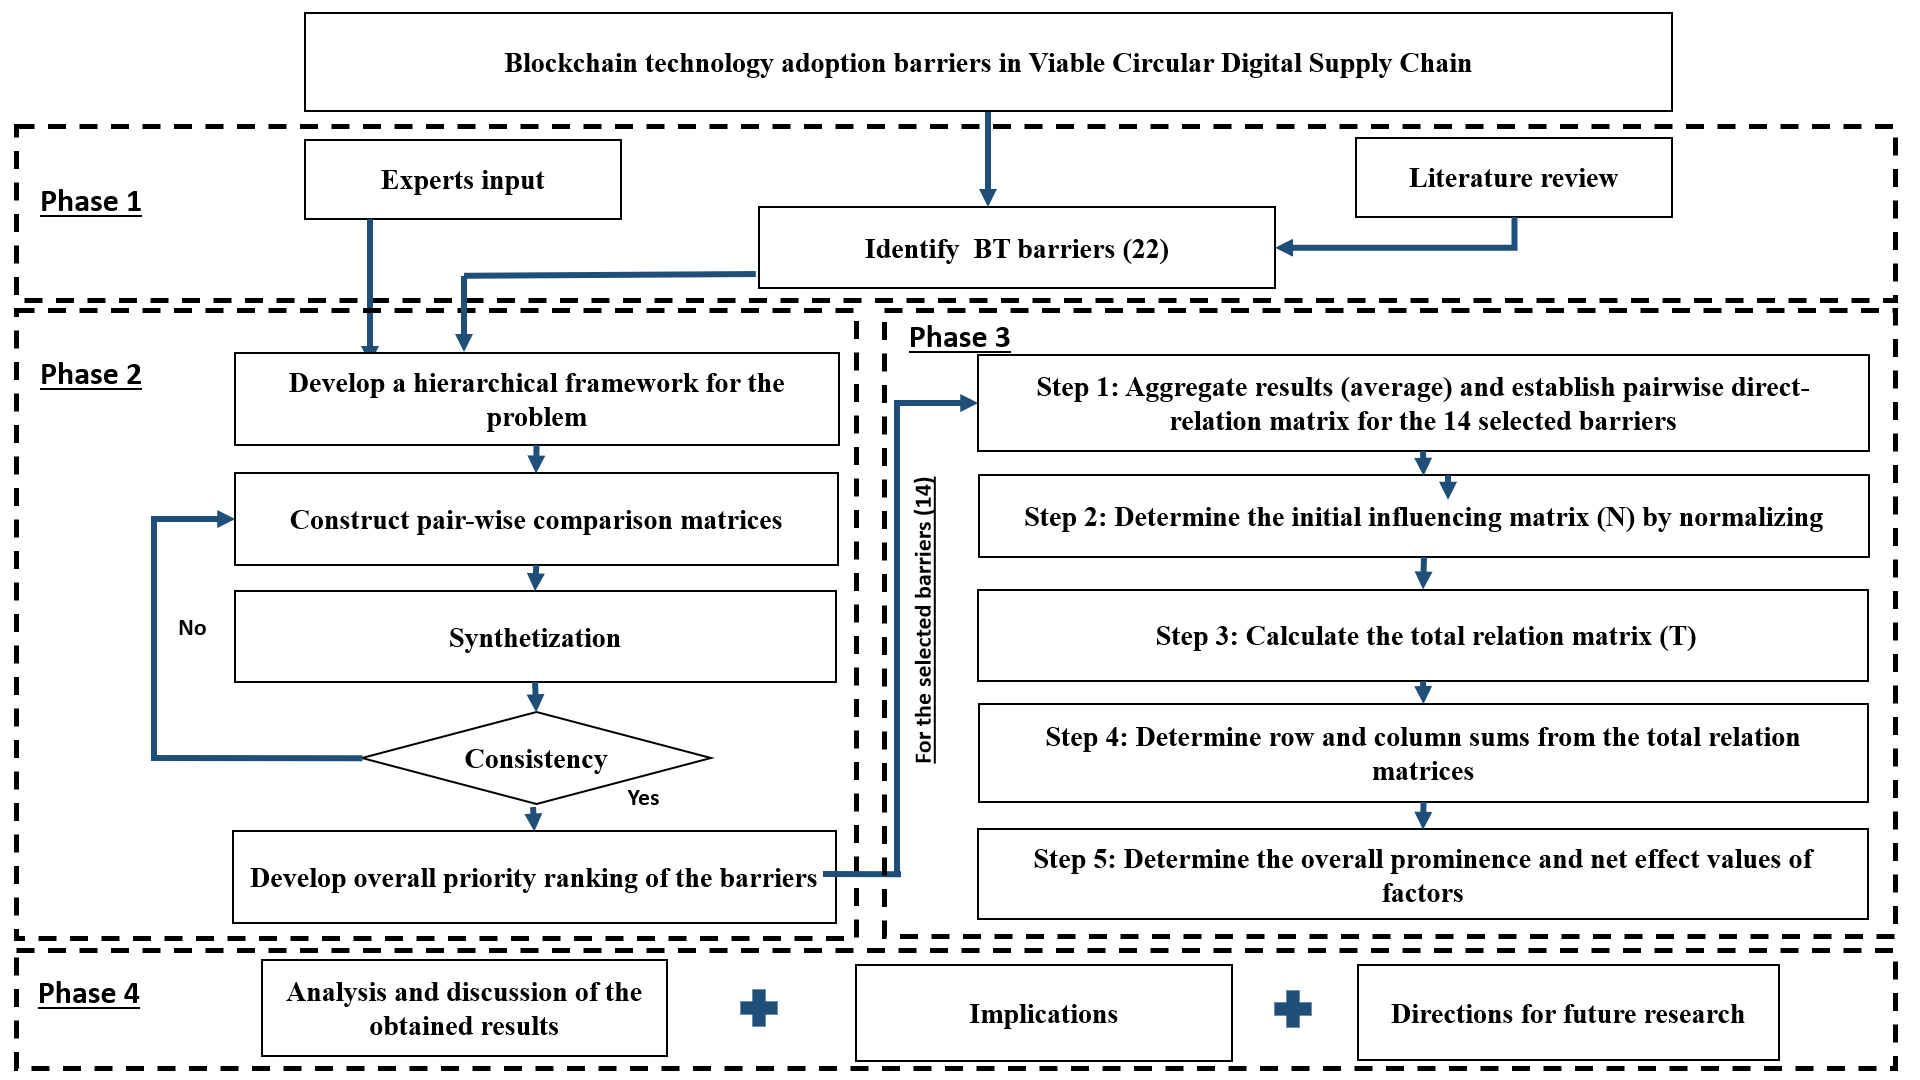 Blockchain technology adoption barriers in Viable Circular Digital Supply Chain
Phase 1
Experts input
Literature review
Identify BT barriers (22)
Phase 2
Develop a hierarchical framework for the
problem
Construct pair-wise comparison matrices
No
Synthetization
Consistency
Yes
Develop overall priority ranking of the barriers
For the selected barriers (14)
Phase 3
Step 1: Aggregate results (average) and establish pairwise direct-
relation matrix for the 14 selected barriers
Step 2: Determine the initial influencing matrix (N) by normalizing
Step 3: Calculate the total relation matrix (T)
Step 4: Determine row and column sums from the total relation
matrices
Step 5: Determine the overall prominence and net effect values of
factors
Phase 4
Analysis and discussion of the
obtained results
Implications
Directions for future research